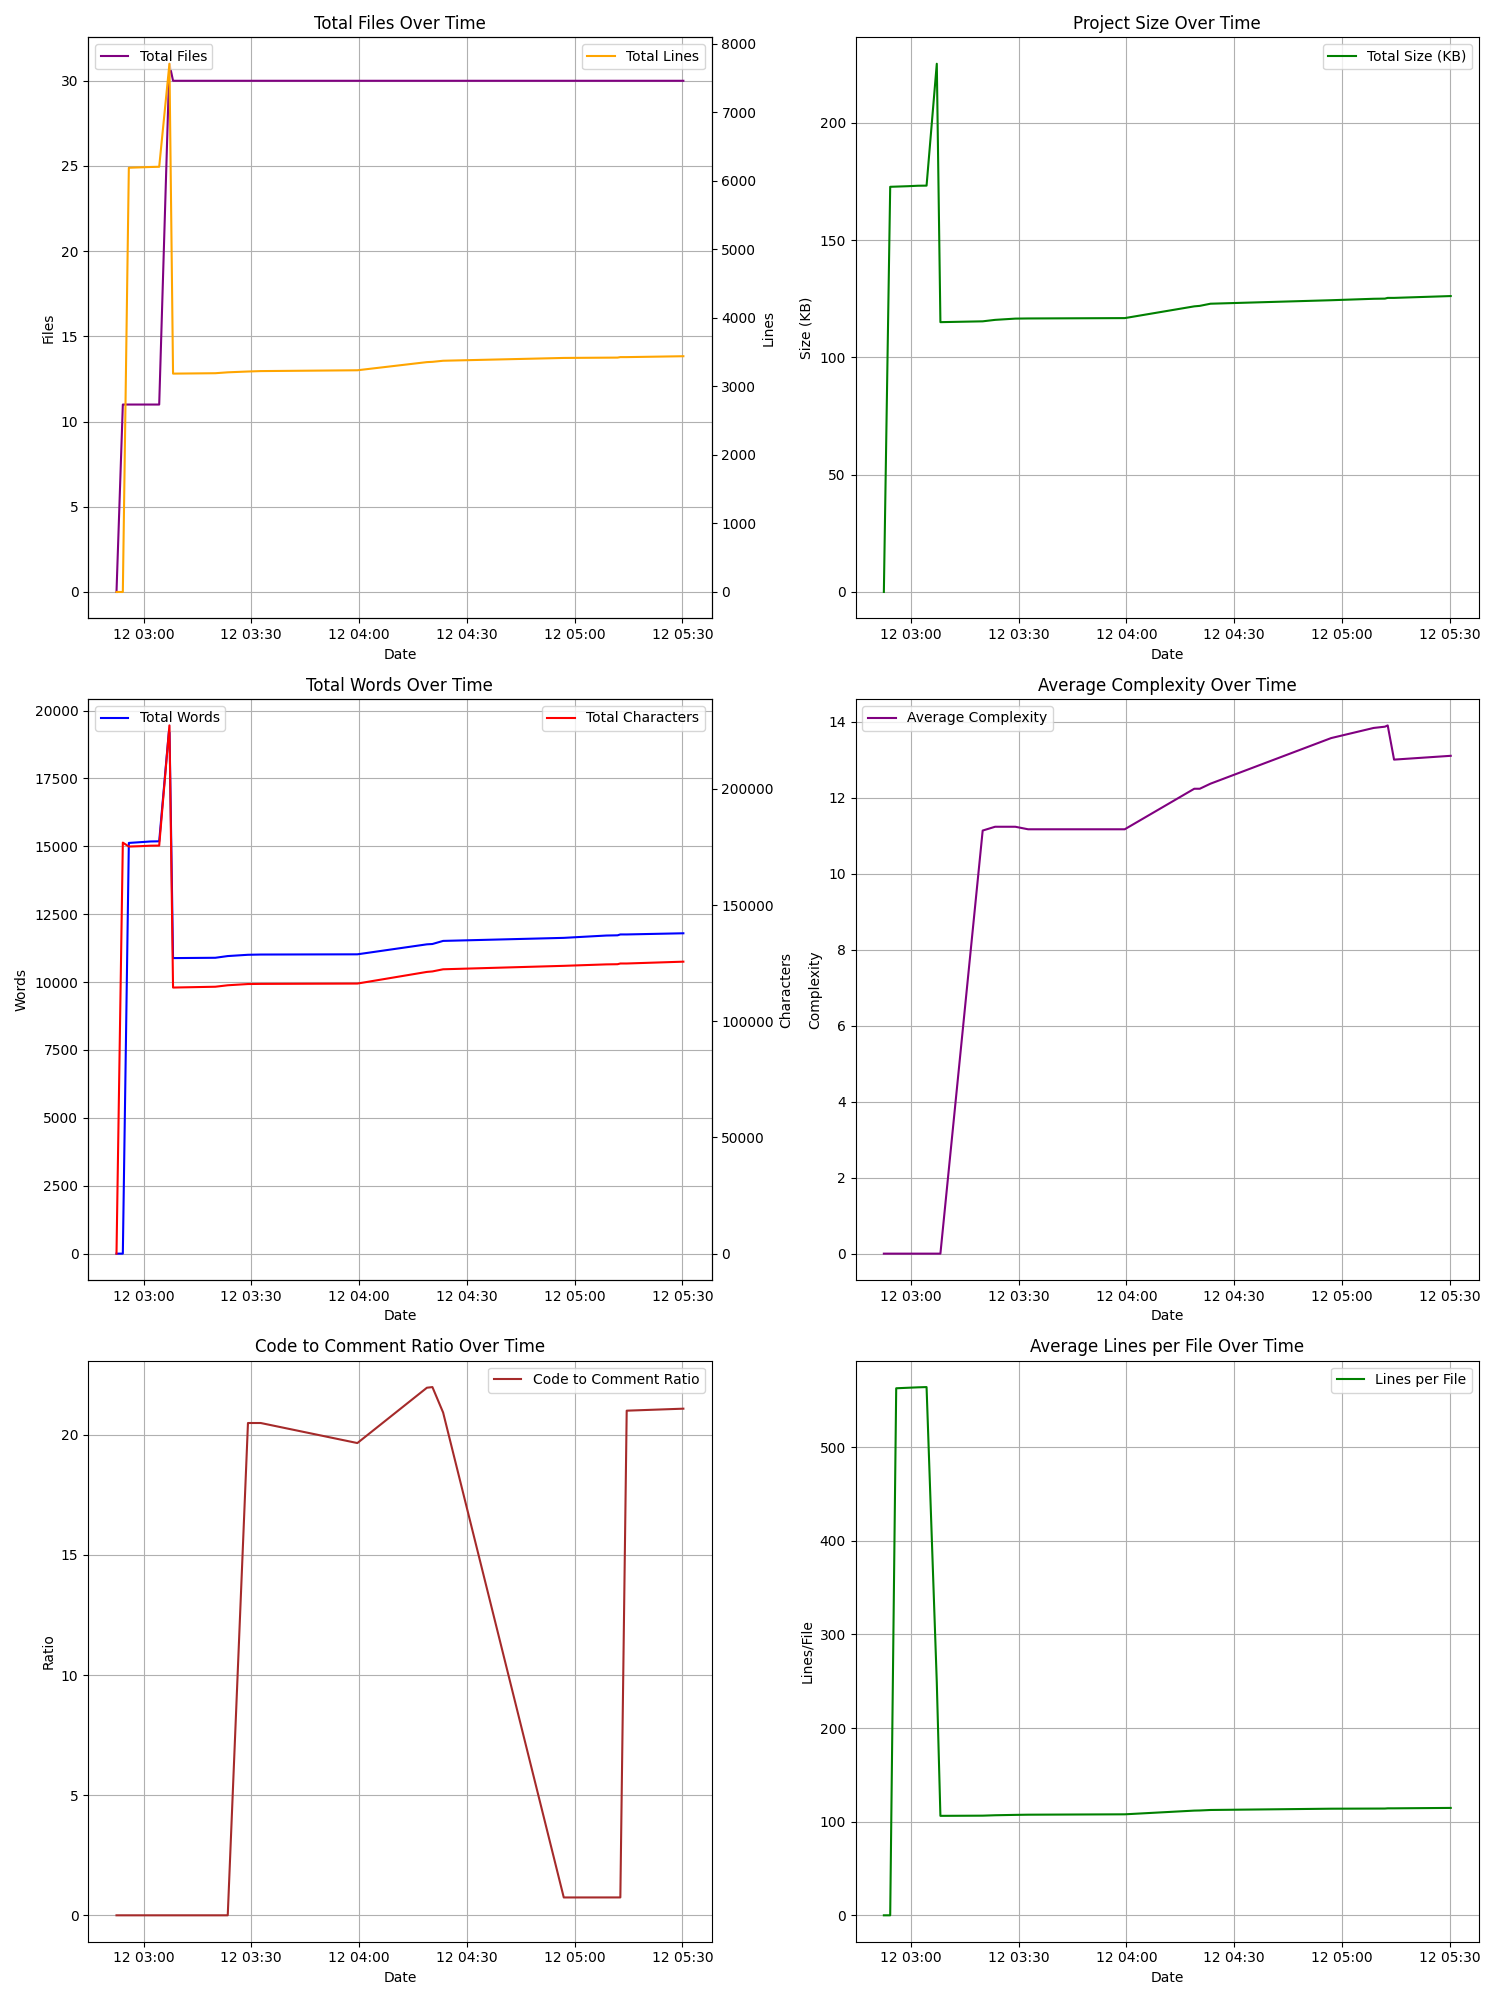 Total Files Over Time
Total Files
Total Lines
30
25
20
15
10
5
0
Files
8000
7000
6000
5000
4000
3000
2000
1000
0
Lines
12 03:00 12 03:30 12 04:00 12 04:30 12 05:00 12 05:30
Date
Project Size Over Time
Total Size (KB)
200
150
100
50
0
Size (KB)
12 03:00 12 03:30 12 04:00 12 04:30 12 05:00 12 05:30
Date
Total Words Over Time
Total Words
Total Characters
20000
17500
15000
12500
10000
7500
5000
2500
0
Words
200000
150000
100000
50000
0
Characters
12 03:00 12 03:30 12 04:00 12 04:30 12 05:00 12 05:30
Date
Average Complexity Over Time
Average Complexity
14
12
10
8
6
4
2
0
Complexity
12 03:00 12 03:30 12 04:00 12 04:30 12 05:00 12 05:30
Date
Code to Comment Ratio Over Time
Code to Comment Ratio
20
15
10
5
0
Ratio
12 03:00 12 03:30 12 04:00 12 04:30 12 05:00 12 05:30
Date
Average Lines per File Over Time
Lines per File
500
400
300
200
100
0
Lines/File
12 03:00 12 03:30 12 04:00 12 04:30 12 05:00 12 05:30
Date